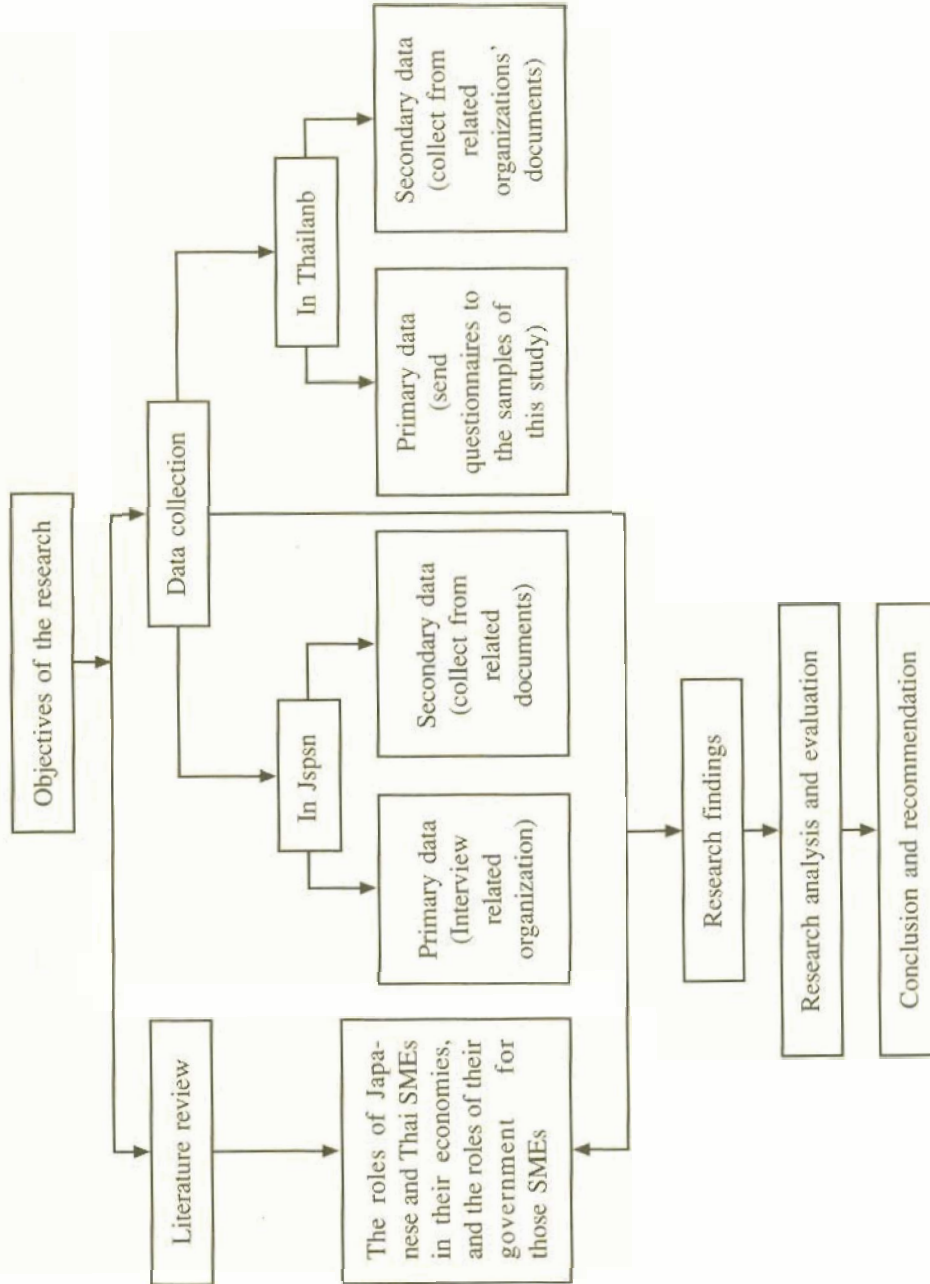 Objectives of the research
Literature review
Data collection
The roles of Japa-
nese and Thai SMEs
in their economies,
and the roles of their
government for
those SMEs
In Jspsn
In Thailanb
Primary data
(Interview
related
organization)
Secondary data
(collect from
related
documents)
Primary data
(send
questionnaires to
the samples of
this study)
Secondary data
(collect from
related
organizations'
documents)
Research findings
Research analysis and evaluation
Conclusion and recommendation